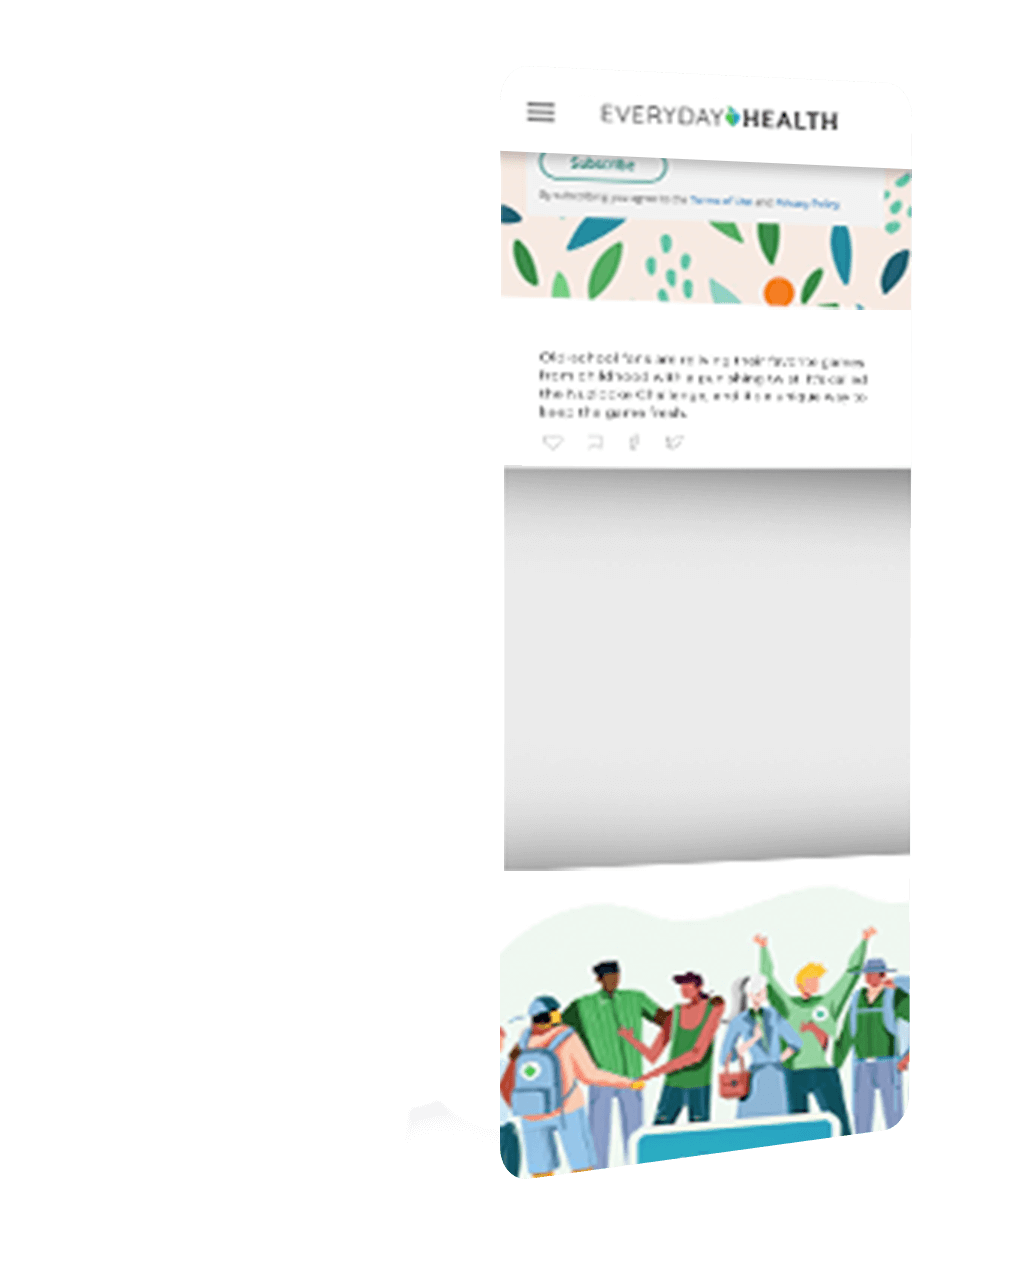 EVERYDAY HEALTH
Subscribe
By subscribing you agree to the Terms of Use and Privacy Policy.
Old-school fans are reliving their favorite games
from childhood with a punishing twist. It's called
the Nuzlocke Challenge, and it's a unique way to
keep the game fresh.